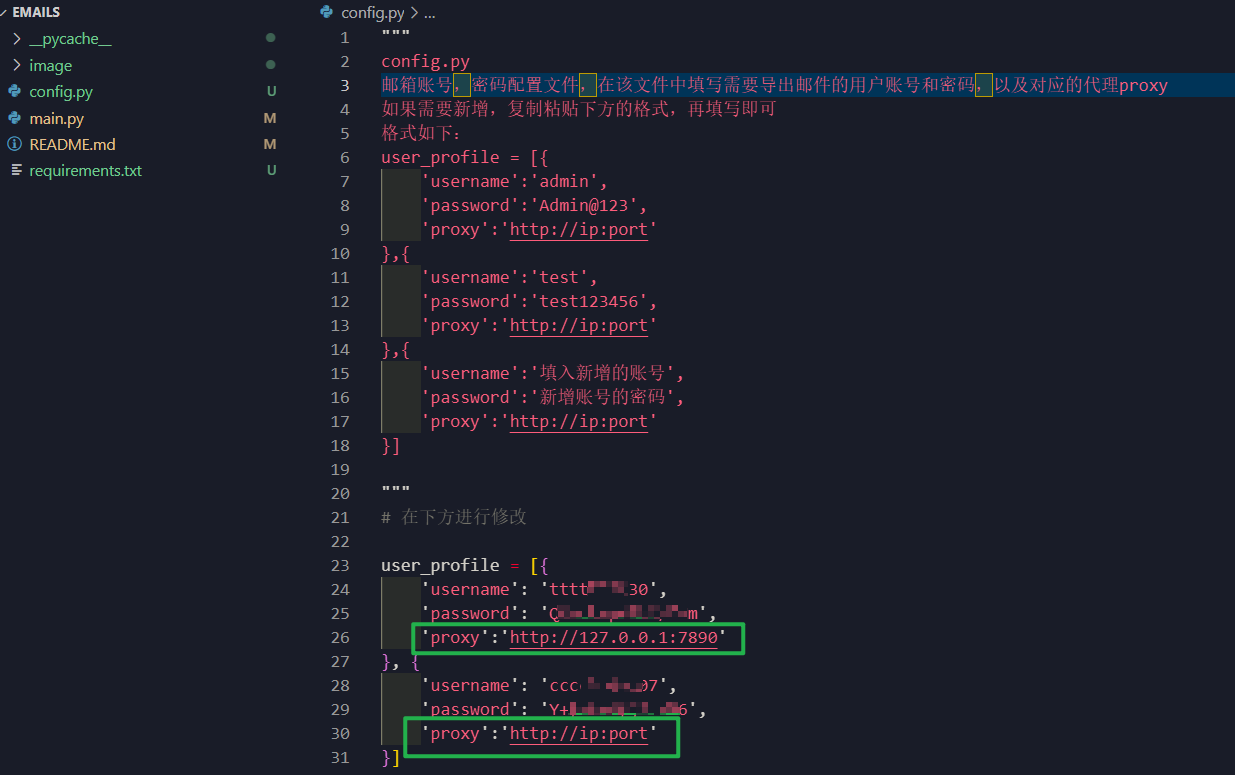 EMAILS
__pycache__
image
config.py U
main.py M
README.md M
requirements.txt U
config.py > ...
1 """
2 config.py
3 邮箱账号，密码配置文件，在该文件中填写需要导出邮件的用户账号和密码，以及对应的代理proxy
4 如果需要新增，复制粘贴下方的格式，再填写即可
5 格式如下：
6 user_profile = [{
7 'username':'admin',
8 'password':'Admin@123',
9 'proxy':'http://ip:port'
10 },{
11 'username':'test',
12 'password':'test123456',
13 'proxy':'http://ip:port'
14 },{
15 'username':'填入新增的账号',
16 'password':'新增账号的密码',
17 'proxy':'http://ip:port'
18 }]
19
20 """
21 # 在下方进行修改
22
23 user_profile = [{
24 'username': 'tttt 30',
25 'password': 'Q m',
26 'proxy':'http://127.0.0.1:7890'
27 }, {
28 'username': 'ccc 07',
29 'password': 'Y+ 6',
30 'proxy':'http://ip:port'
31 }]